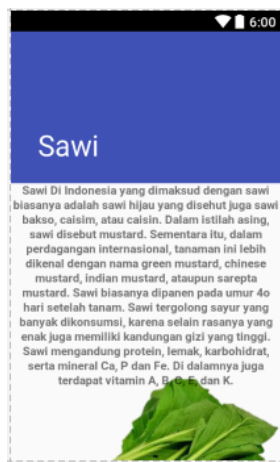 6:00
Sawi
Sawi Di Indonesia yang dimaksud dengan sawi
biasanya adalah sawi hijau yang disehut juga sawi
bakso, caisim, atau caisin. Dalam istilah asing,
sawi disebut mustard. Sementara itu, dalam
perdagangan internasional, tanaman ini lebih
dikenal dengan nama green mustard, chinese
mustard, indian mustard, ataupun sarepta
mustard. Sawi biasanya dipanen pada umur 4o
hari setelah tanam. Sawi tergolong sayur yang
banyak dikonsumsi, karena selain rasanya yang
enak juga memiliki kandungan gizi yang tinggi.
Sawi mengandung protein, lemak, karbohidrat,
serta mineral Ca, P dan Fe. Di dalamnya juga
terdapat vitamin A, B, C, E, dan K.